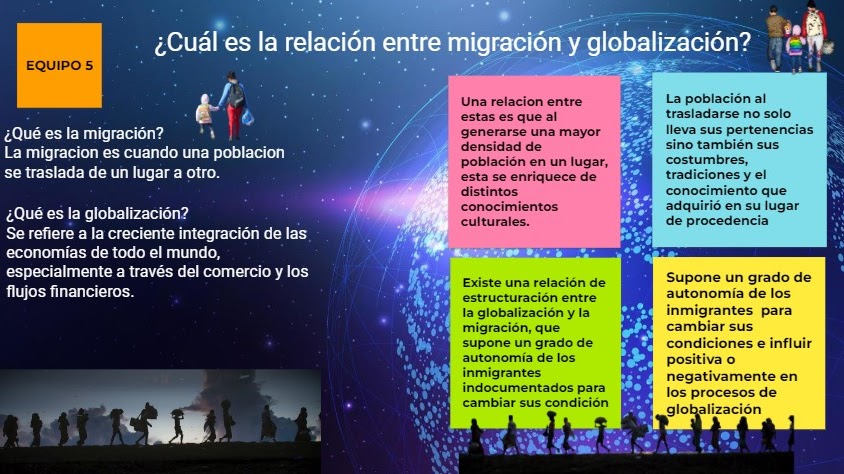 EQUIPO 5
¿Cuál es la relación entre migración y globalización?
¿Qué es la migración?
La migracion es cuando una poblacion
se traslada de un lugar a otro.
¿Qué es la globalización?
Se refiere a la creciente integración de las
economías de todo el mundo,
especialmente a través del comercio y los
flujos financieros.
Una relacion entre
estas es que al
generarse una mayor
densidad de
población en un lugar,
esta se enriquece de
distintos
conocimientos
culturales.
La población al
trasladarse no solo
lleva sus pertenencias
sino también sus
costumbres,
tradiciones y el
conocimiento que
adquirió en su lugar
de procedencia
Existe una relación de
estructuración entre
la globalización y la
migración, que
supone un grado de
autonomía de los
inmigrantes
indocumentados para
cambiar sus condición
Supone un grado de
autonomía de los
inmigrantes para
cambiar sus
condiciones e influir
positiva o
negativamente en
los procesos de
globalización